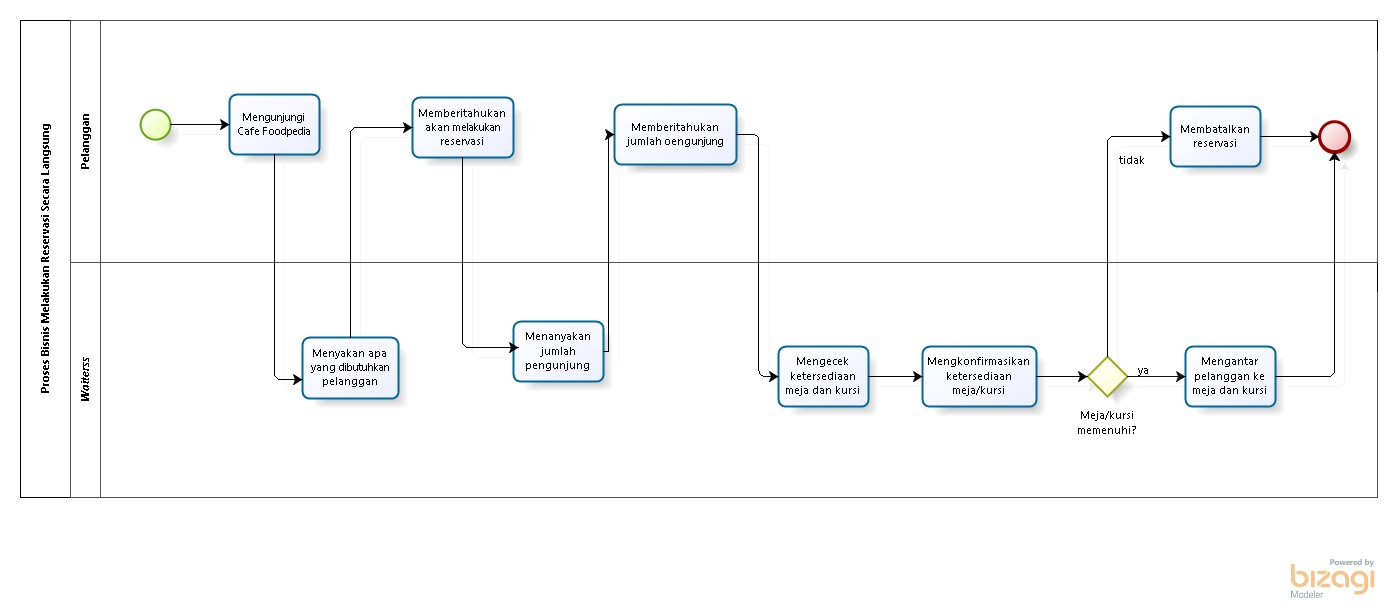 Proses Bisnis Melakukan Reservasi Secara Langsung
Pelanggan
Mengunjungi
Cafe Foodpedia
Memberitahukan
akan melakukan
reservasi
Memberitahukan
jumlah oengunjung
Membatalkan
reservasi
tidak
Waiterss
Menyakan apa
yang dibutuhkan
pelanggan
Menanyakan
jumlah
pengunjung
Mengecek
ketersediaan
meja dan kursi
Mengkonfirmasikan
ketersediaan
meja/kursi
ya
Meja/kursi
memenuhi?
Mengantar
pelanggan ke
meja dan kursi
Powered by
bizagi
Modeler